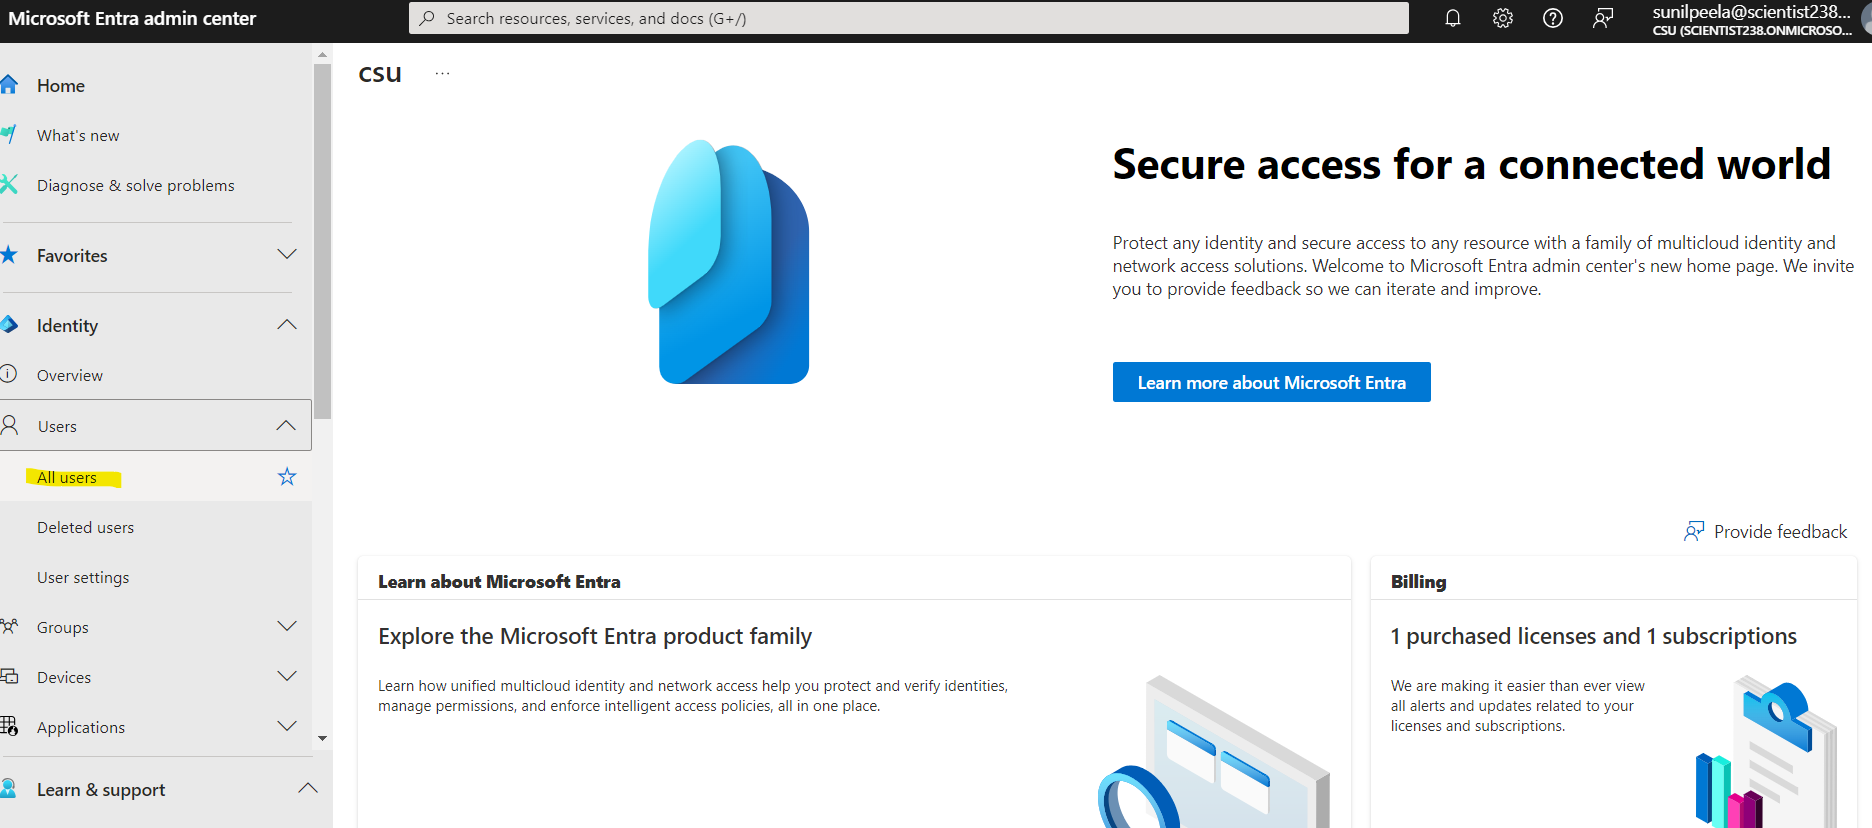 Microsoft Entra admin center
Search resources, services, and docs (G+/)
sunilpeela@scientist238...
CSU (SCIENTIST238.ONMICROSO...
Home
What's new
Diagnose & solve problems
Favorites
Identity
Overview
Users
All users
Deleted users
User settings
Groups
Devices
Applications
Learn & support
csu
...
Secure access for a connected world
Protect any identity and secure access to any resource with a family of multicloud identity and
network access solutions. Welcome to Microsoft Entra admin center's new home page. We invite
you to provide feedback so we can iterate and improve.
Learn more about Microsoft Entra
Provide feedback
Learn about Microsoft Entra
Explore the Microsoft Entra product family
Learn how unified multicloud identity and network access help you protect and verify identities,
manage permissions, and enforce intelligent access policies, all in one place.
Billing
1 purchased licenses and 1 subscriptions
We are making it easier than ever view
all alerts and updates related to your
licenses and subscriptions.